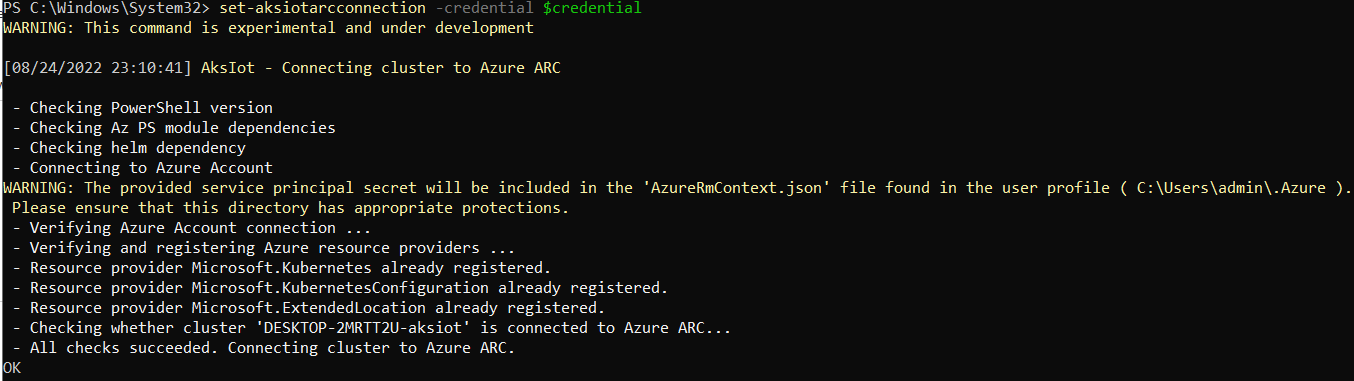 PS C:\Windows\System32> set-aksiotarcconnection -credential $credential
WARNING: This command is experimental and under development
[08/24/2022 23:10:41] AksIot - Connecting cluster to Azure ARC
- Checking PowerShell version
- Checking Az PS module dependencies
- Checking helm dependency
- Connecting to Azure Account
WARNING: The provided service principal secret will be included in the 'AzureRmContext.json' file found in the user profile ( C:\Users\admin\.Azure ).
Please ensure that this directory has appropriate protections.
- Verifying Azure Account connection ...
- Verifying and registering Azure resource providers ...
- Resource provider Microsoft.Kubernetes already registered.
- Resource provider Microsoft.KubernetesConfiguration already registered.
- Resource provider Microsoft.ExtendedLocation already registered.
- Checking whether cluster 'DESKTOP-2MRTT2U-aksiot' is connected to Azure ARC...
- All checks succeeded. Connecting cluster to Azure ARC.
OK